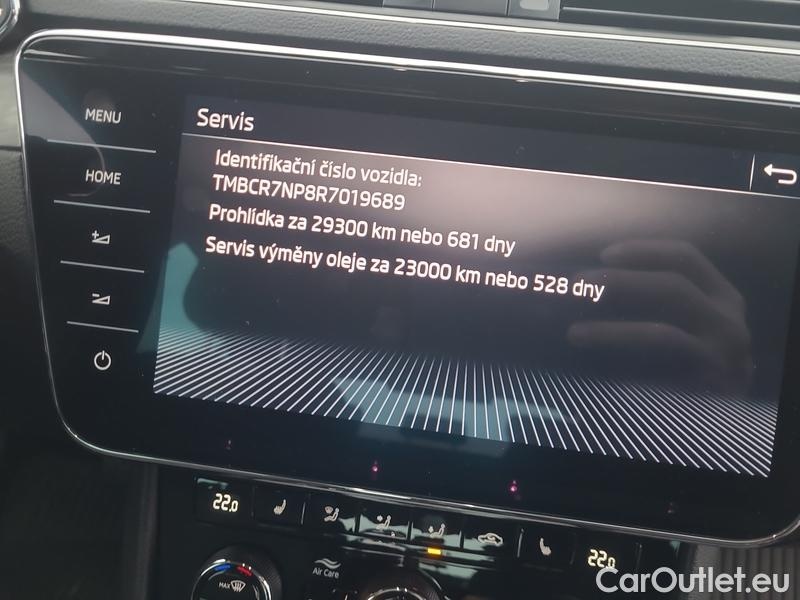 MENU
HOME
Servis
Identifikační číslo vozidla:
TMBCR7NP8R7019689
Prohlídka za 29300 km nebo 681 dny
Servis výměny oleje za 23000 km nebo 528 dny
22.0
22.0
MAX
Air Care
CarOutlet.eu